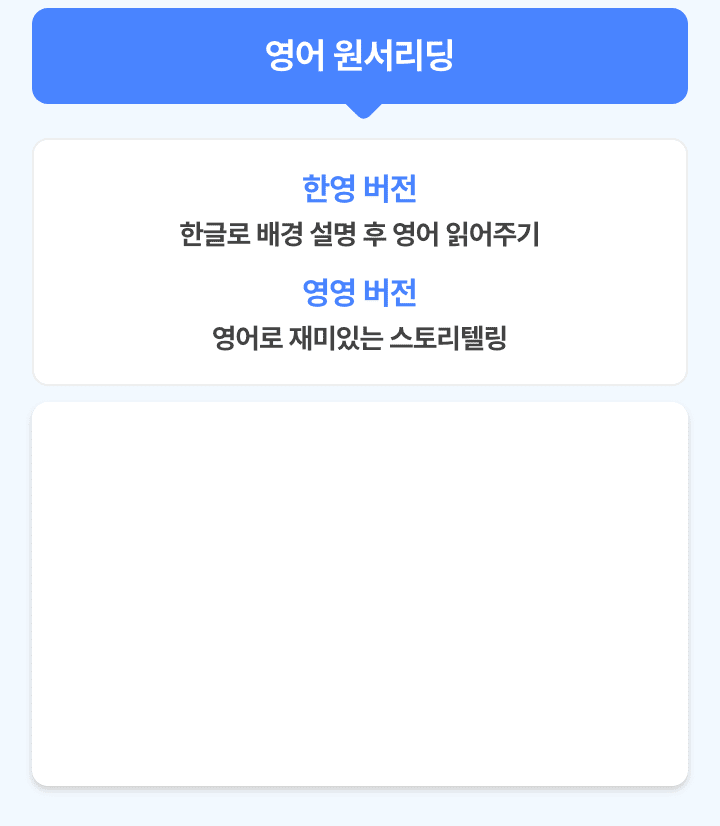 영어 원서리딩
한영 버전
한글로 배경 설명 후 영어 읽어주기
영영 버전
영어로 재미있는 스토리텔링